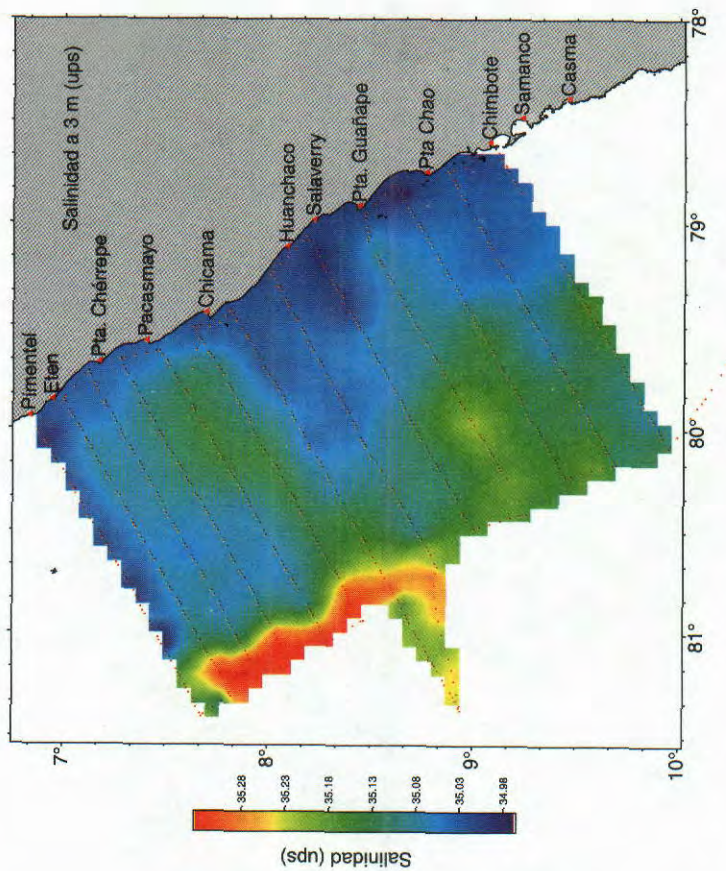 Salinidad a 3 m (ups)
Pimentel
Eten
Pta. Chérrepe
Pacasmayo
Chicama
Huanchaco
Salaverry
Pta. Guañape
Pta Chao
Chimbote
Samanco
Casma
78°
79°
80°
81°
7°
8°
9°
10°
35.28
35.23
35.18
35.13
35.08
35.03
34.98
Salinidad (ups)